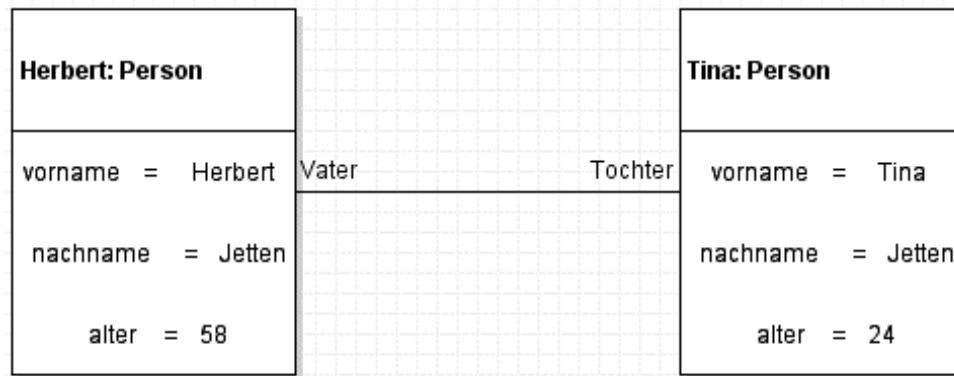 Herbert: Person
vorname = Herbert
nachname = Jetten
alter = 58
Vater
Tochter
Tina: Person
vorname = Tina
nachname = Jetten
alter = 24